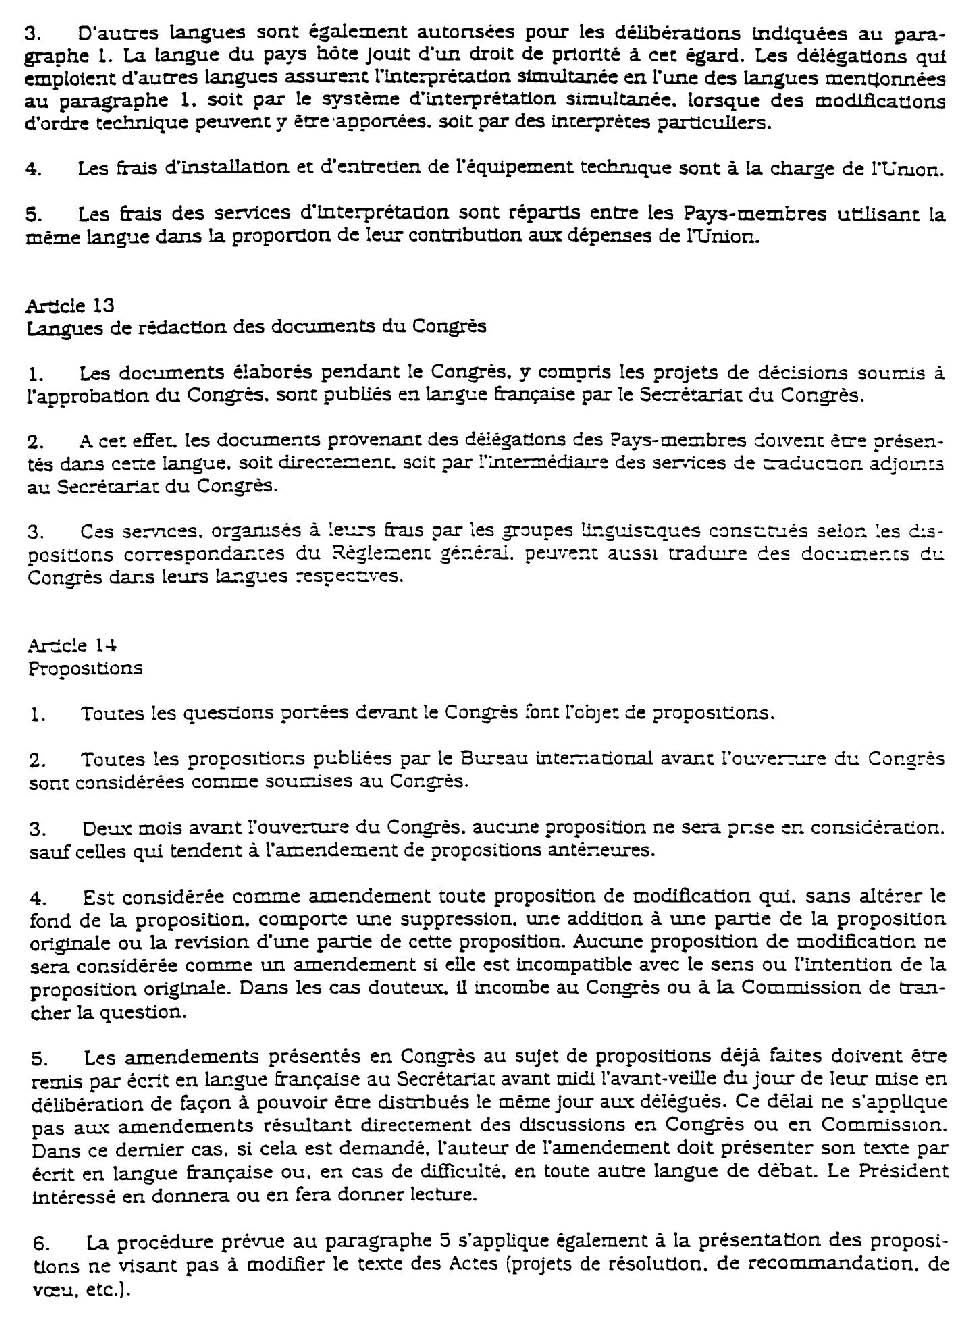 3. D'autres langues sont également autorisées pour les délibérations indiquées au para-
graphe 1. La langue du pays hôte jouit d'un droit de priorité à cet égard. Les délégations qui
emploient d'autres langues assurent l'interprétation simultanée en l'une des langues mentionnées
au paragraphe 1, soit par le système d'interprétation simultanée, lorsque des modifications
d'ordre technique peuvent y être apportées, soit par des interprètes particuliers.
4. Les frais d'installation et d'entretien de l'équipement technique sont à la charge de l'Union.
5. Les frais des services d'interprétation sont répartis entre les Pays-membres utilisant la
même langue dans la proportion de leur contribution aux dépenses de l'Union.
Article 13
Langues de rédaction des documents du Congrès
1. Les documents élaborés pendant le Congrès, y compris les projets de décisions soumis à
l'approbation du Congrès, sont publiés en langue française par le Secrétariat du Congrès.
2. A cet effet, les documents provenant des délégations des Pays-membres doivent être présen-
tés dans cette langue, soit directement, soit par l'intermédiaire des services de traduction adjoints
au Secrétariat du Congrès.
3. Ces services, organisés à leurs frais par les groupes linguistiques constitués selon les dis-
positions correspondantes du Règlement général, peuvent aussi traduire des documents du
Congrès dans leurs langues respectives.
Article 14
Propositions
1. Toutes les questions portées devant le Congrès font l'objet de propositions.
2. Toutes les propositions publiées par le Bureau international avant l'ouverture du Congrès
sont considérées comme soumises au Congrès.
3. Deux mois avant l'ouverture du Congrès, aucune proposition ne sera prise en considération,
sauf celles qui tendent à l'amendement de propositions antérieures.
4. Est considérée comme amendement toute proposition de modification qui, sans altérer le
fond de la proposition, comporte une suppression, une addition à une partie de la proposition
originale ou la revision d'une partie de cette proposition. Aucune proposition de modification ne
sera considérée comme un amendement si elle est incompatible avec le sens ou l'intention de la
proposition originale. Dans les cas douteux, il incombe au Congrès ou à la Commission de tran-
cher la question.
5. Les amendements présentés en Congrès au sujet de propositions déjà faites doivent être
remis par écrit en langue française au Secrétariat avant midi l'avant-veille du jour de leur mise en
délibération de façon à pouvoir être distribués le même jour aux délégués. Ce délai ne s'applique
pas aux amendements résultant directement des discussions en Congrès ou en Commission.
Dans ce dernier cas, si cela est demandé, l'auteur de l'amendement doit présenter son texte par
écrit en langue française ou, en cas de difficulté, en toute autre langue de débat. Le Président
intéressé en donnera ou en fera donner lecture.
6. La procédure prévue au paragraphe 5 s'applique également à la présentation des proposi-
tions ne visant pas à modifier le texte des Actes (projets de résolution, de recommandation, de
vœu, etc.).